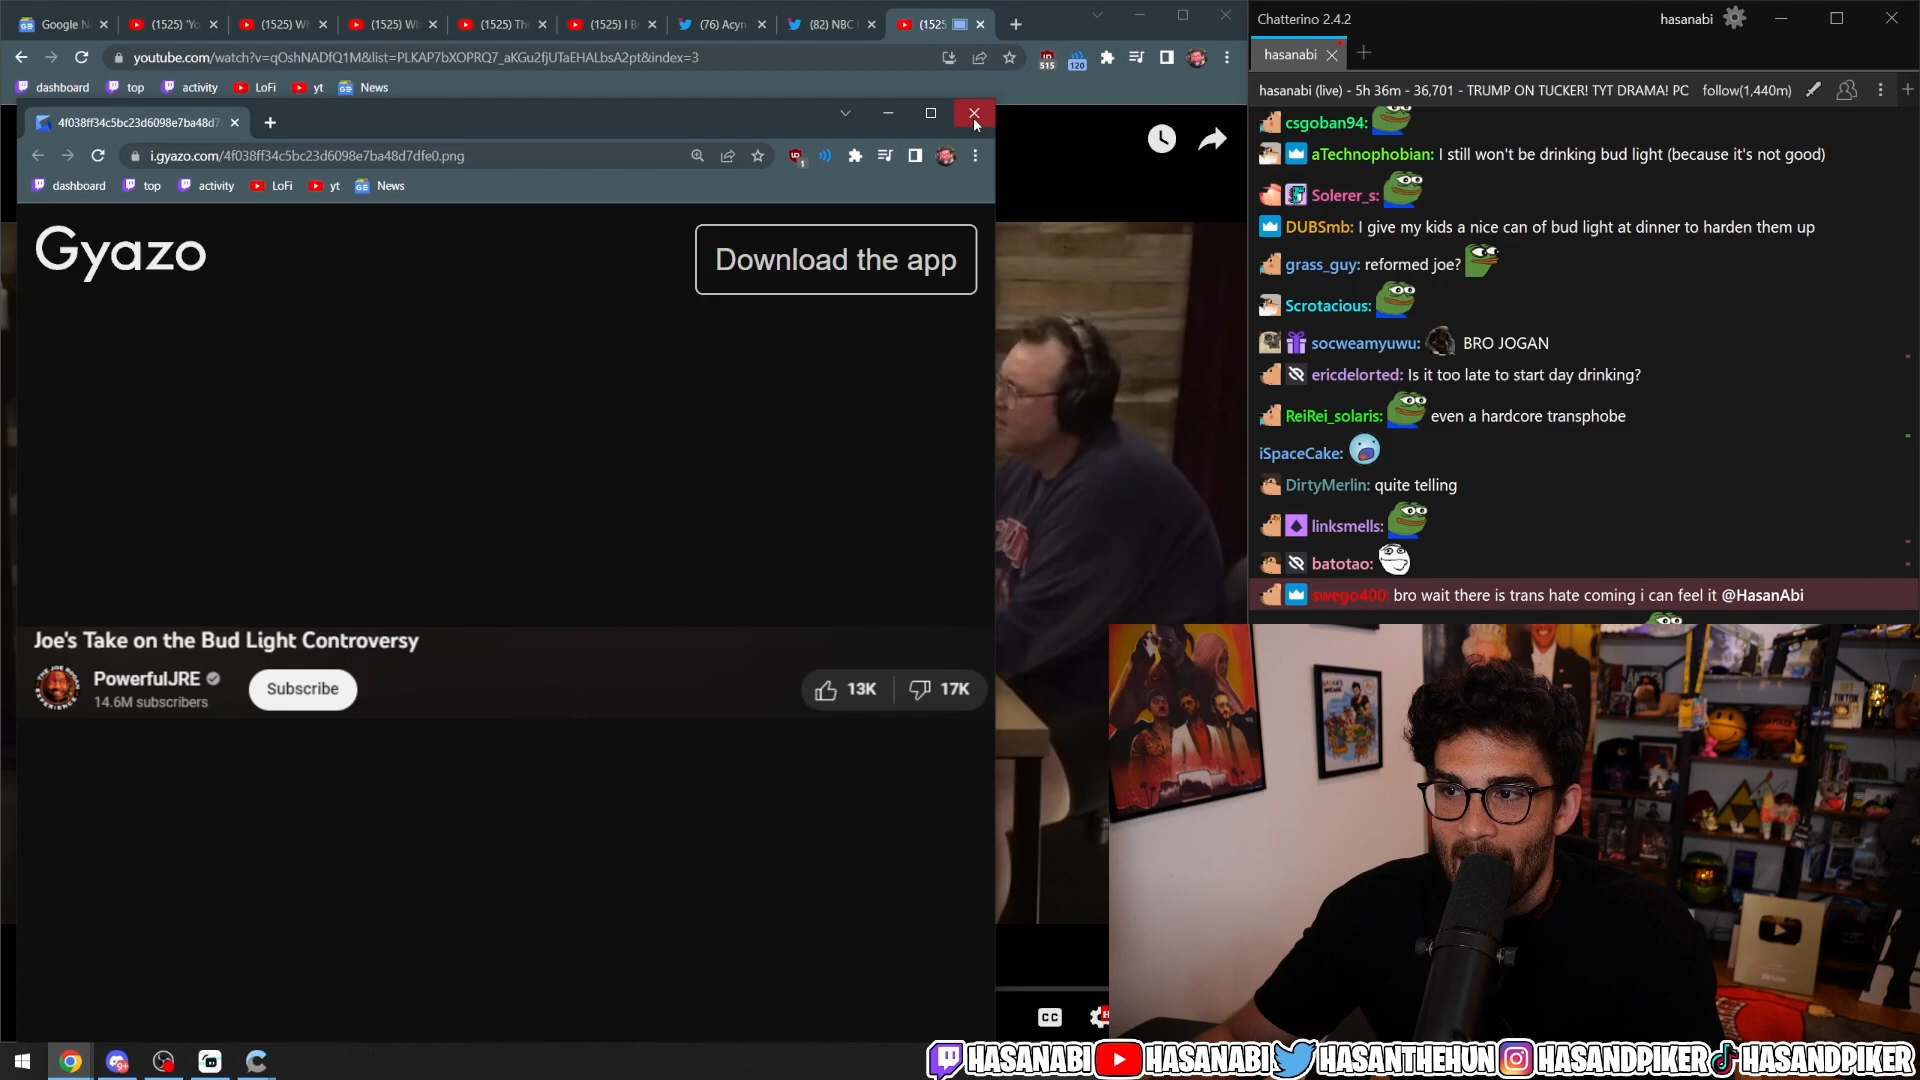 Google N
(1525) 'Yo
(1525) W
(1525) W
(1525) Th
(1525) I B
(76) Acyn
(82) NBC
(1525
youtube.com/watch?v=qOshNADfQ1M&list=PLKAP7bXOPRQ7_aKGu2fjUTaEHALbsA2pt&index=3
515
120
dashboard
top
activity
LoFi
yt
News
4f038ff34c5bc23d6098e7ba48d7
i.gyazo.com/4f038ff34c5bc23d6098e7ba48d7dfe0.png
1
dashboard
top
activity
LoFi
yt
News
Gyazo
Download the app
Joe's Take on the Bud Light Controversy
PowerfulJRE
14.6M subscribers
Subscribe
13K
17K
CC
Chatterino 2.4.2
hasanabi
hasanabi
hasanabi (live) - 5h 36m - 36,701 - TRUMP ON TUCKER! TYT DRAMA! PC
follow(1,440m)
csgoban94:
aTechnophobian: I still won't be drinking bud light (because it's not good)
Solerer_s:
DUBSmb: I give my kids a nice can of bud light at dinner to harden them up
grass_guy: reformed joe?
Scrotacious:
socweamyuwu: BRO JOGAN
ericdelorted: Is it too late to start day drinking?
ReiRei_solaris: even a hardcore transphobe
iSpaceCake:
DirtyMerlin: quite telling
linksmells:
batotao:
swego400: bro wait there is trans hate coming i can feel it @HasanAbi
HASANABI HASANABI HASANTHEHUN HASANDPIKER HASANDPIKER